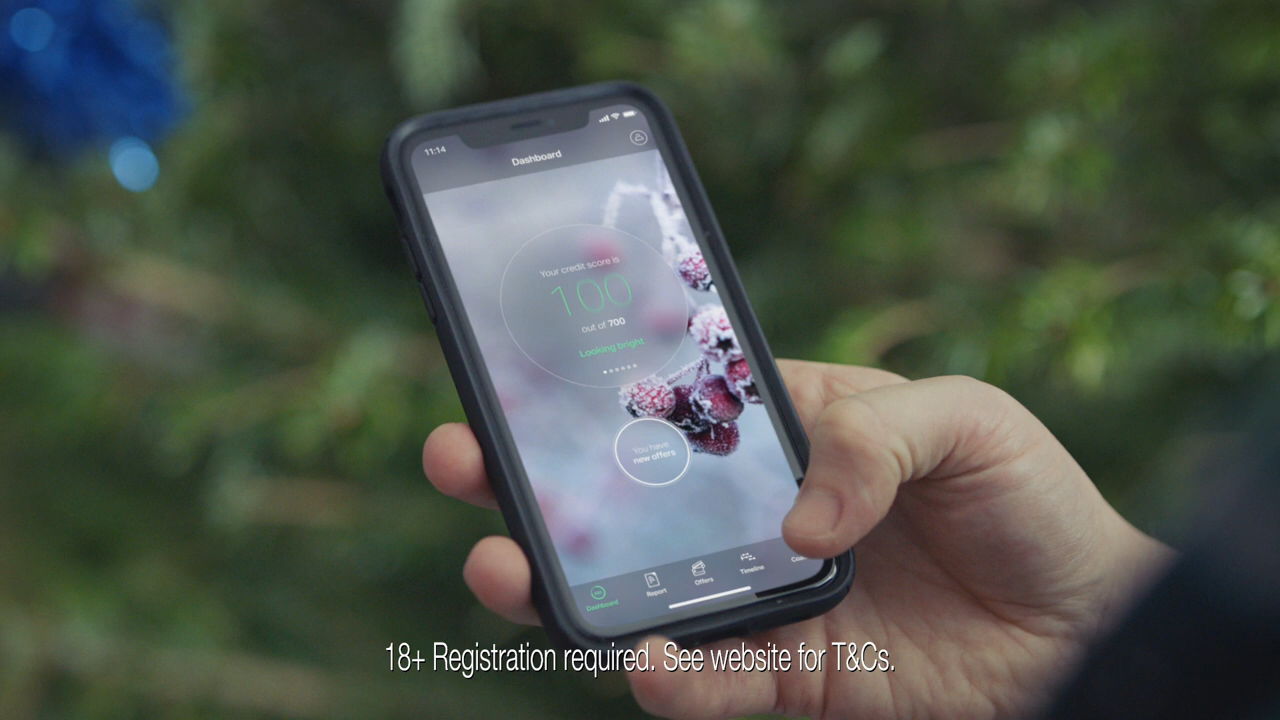 11:14
Dashboard
Your credit score is
100
out of 700
Looking bright
You have
new offers
Dashboard
Report
Offers
Timeline
18+ Registration required. See website for T&Cs.